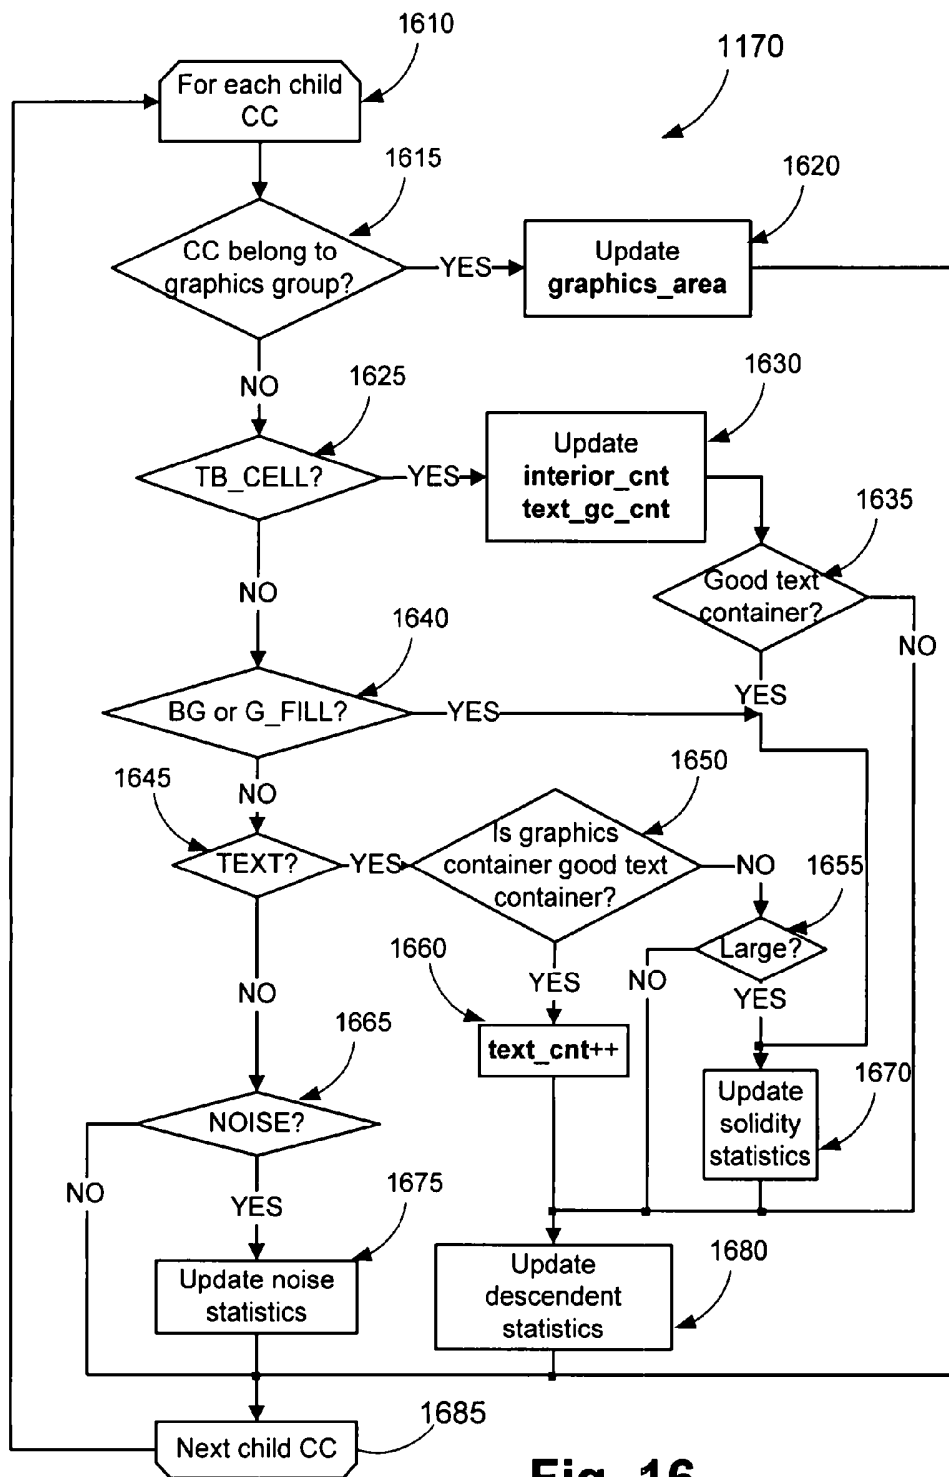 1610
1170
For each child
CC
1615
1620
CC belong to
graphics group?
YES
Update
graphics_area
NO
1625
1630
TB_CELL?
YES
Update
interior_cnt
text_gc_cnt
1635
Good text
container?
NO
NO
1640
YES
BG or G_FILL?
YES
1645
NO
1650
TEXT?
YES
Is graphics
container good text
container?
NO
1655
Large?
1660
YES
NO
YES
NO
text_cnt++
1665
1670
NOISE?
Update
solidity
statistics
NO
YES
1675
Update noise
statistics
Update
descendent
statistics
1680
1685
Next child CC
Fig. 16